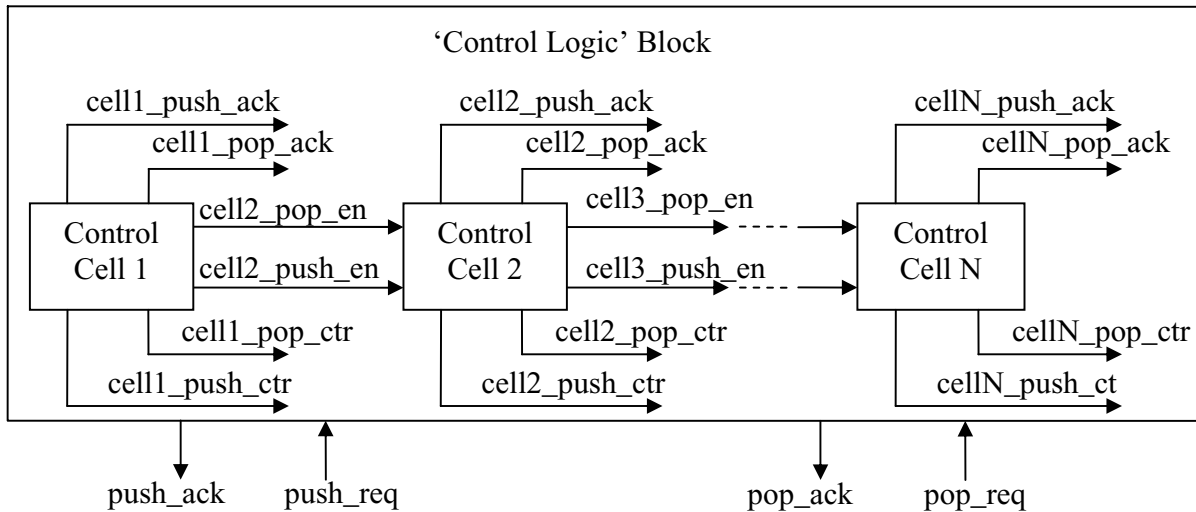 ‘Control Logic’ Block
cell1_push_ack
cell2_push_ack
cellN_push_ack
cell1_pop_ack
cell2_pop_ack
cellN_pop_ack
Control
Cell 1
cell2_pop_en
cell2_push_en
Control
Cell 2
cell3_pop_en
cell3_push_en
Control
Cell N
cell1_pop_ctr
cell2_pop_ctr
cellN_pop_ctr
cell1_push_ctr
cell2_push_ctr
cellN_push_ct
push_ack
push_req
pop_ack
pop_req